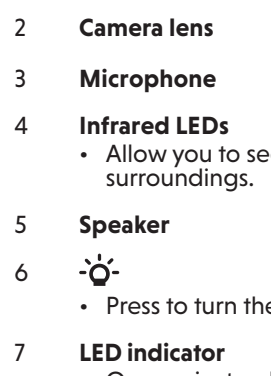 2 Camera lens
3 Microphone
4 Infrared LEDs
• Allow you to se
surroundings.
5 Speaker
6
• Press to turn the
7 LED indicator